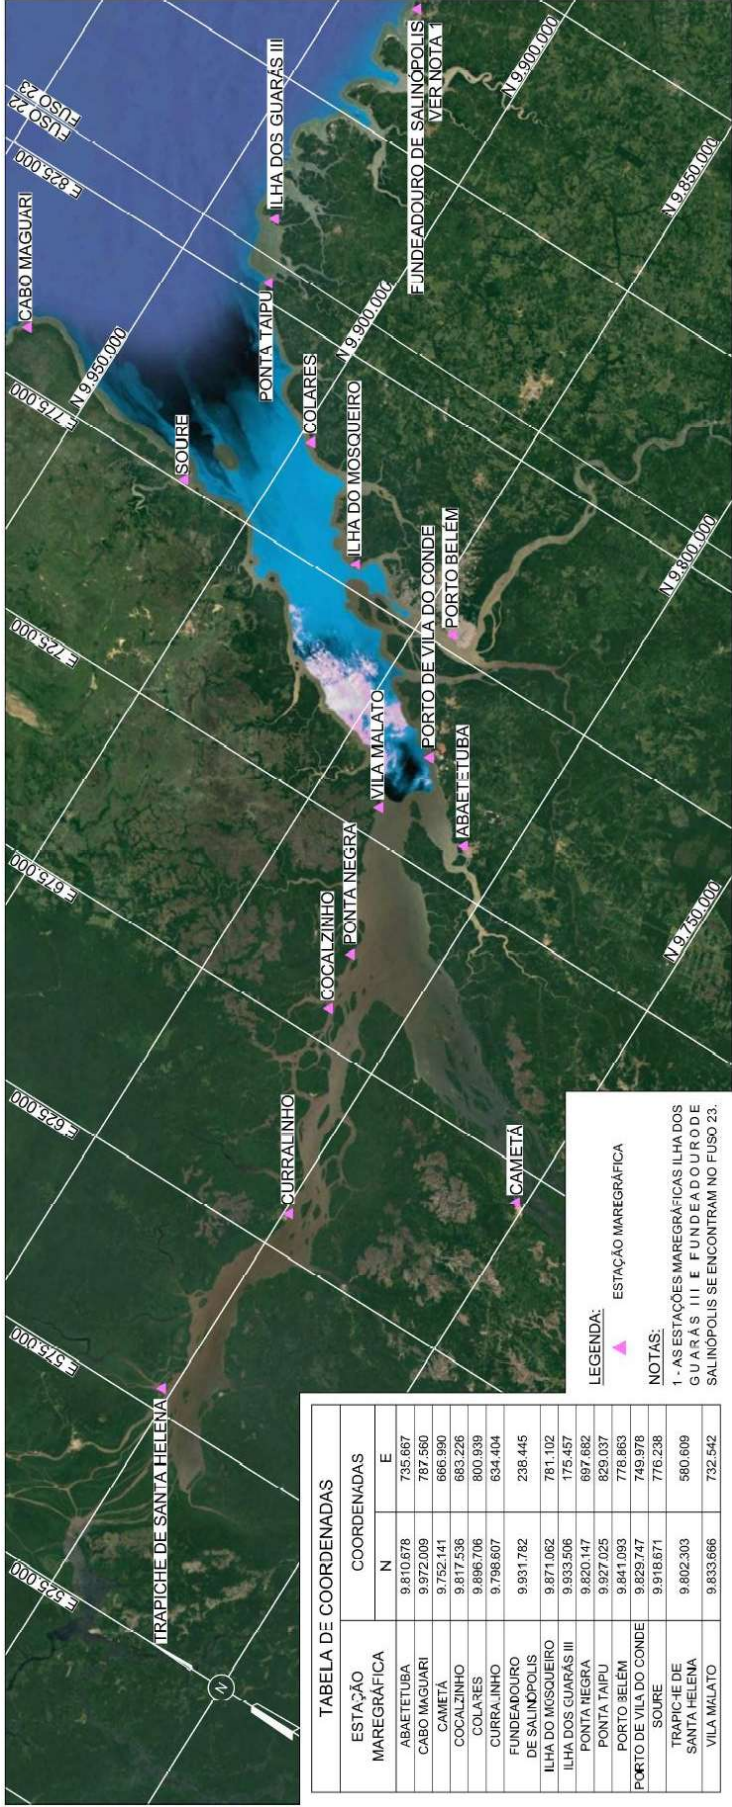 FUSO 22
FUSO 23
E 825.000
E 775.000
E 725.000
E 675.000
E 625.000
E 575.000
E 525.000
N 9.950.000
N 9.900.000
N 9.900.000
N 9.850.000
N 9.800.000
N 9.750.000
CABO MAGUARI
ILHA DOS GUARÁS III
FUNDEADOURO DE SALINÓPOLIS
VER NOTA 1
PONTA TAIPU
SOURE
COLARES
ILHA DO MOSQUEIRO
PORTO BELÉM
PORTO DE VILA DO CONDE
VILA MALATO
ABAETETUBA
PONTA NEGRA
COCALZINHO
CURRALINHO
CAMETÁ
TRAPICHE DE SANTA HELENA
N
TABELA DE COORDENADAS
ESTAÇÃO MAREGRÁFICA
COORDENADAS
N E
ABAETETUBA 9.810.678 735.667
CABO MAGUARI 9.972.009 787.560
CAMETÁ 9.752.141 666.990
COCALZINHO 9.817.536 683.226
COLARES 9.896.706 800.939
CURRALINHO 9.798.607 634.404
FUNDEADOURO
DE SALINÓPOLIS 9.931.782 238.445
ILHA DO MOSQUEIRO 9.871.062 781.102
ILHA DOS GUARÁS III 9.933.506 175.457
PONTA NEGRA 9.820.147 697.682
PONTA TAIPU 9.927.025 829.037
PORTO BELÉM 9.841.093 778.863
PORTO DE VILA DO CONDE 9.829.747 749.978
SOURE 9.918.671 776.238
TRAPICHE DE
SANTA HELENA 9.802.303 580.609
VILA MALATO 9.833.666 732.542
LEGENDA:
ESTAÇÃO MAREGRÁFICA
NOTAS:
1 - AS ESTAÇÕES MAREGRÁFICAS ILHA DOS
GUARÁS III E FUNDEADOURO DE
SALINÓPOLIS SE ENCONTRAM NO FUSO 23.